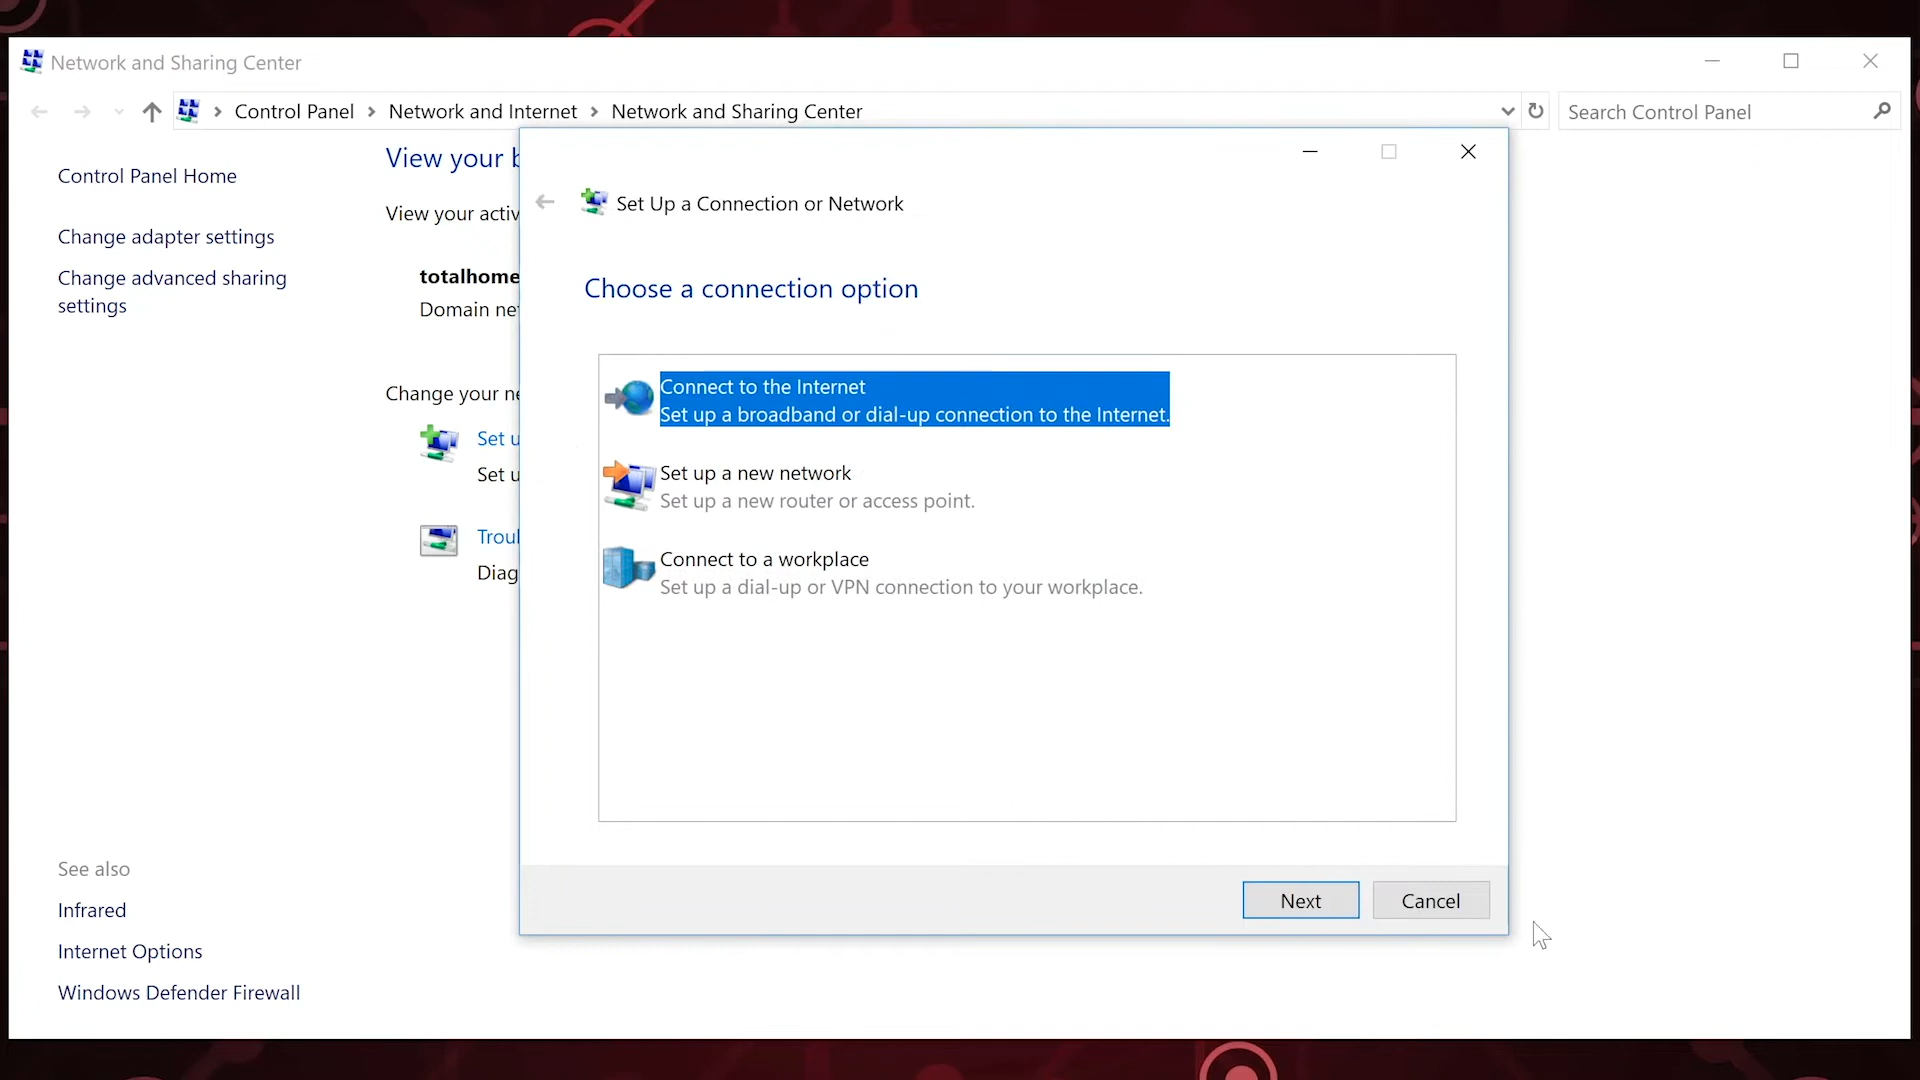 Network and Sharing Center
Control Panel > Network and Internet > Network and Sharing Center
Search Control Panel
Control Panel Home
Change adapter settings
Change advanced sharing
settings
See also
Infrared
Internet Options
Windows Defender Firewall
View your b
View your activ
totalhome
Domain net
Change your ne
Set u
Set u
Troul
Diag
Set Up a Connection or Network
Choose a connection option
Connect to the Internet
Set up a broadband or dial-up connection to the Internet.
Set up a new network
Set up a new router or access point.
Connect to a workplace
Set up a dial-up or VPN connection to your workplace.
Next
Cancel